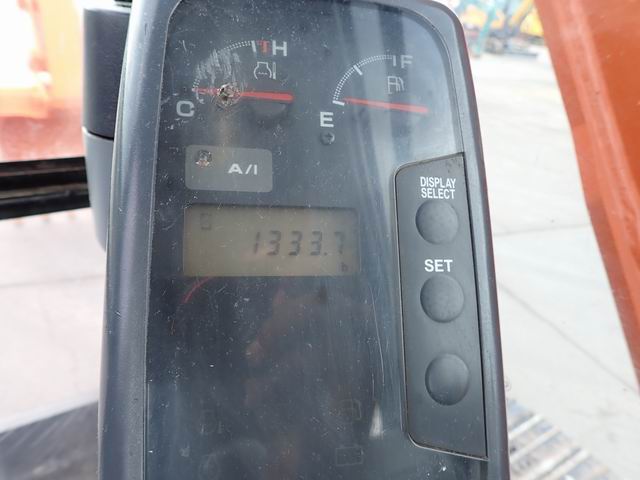 H
C
F
E
A/I
1333.7
h
DISPLAY
SELECT
SET